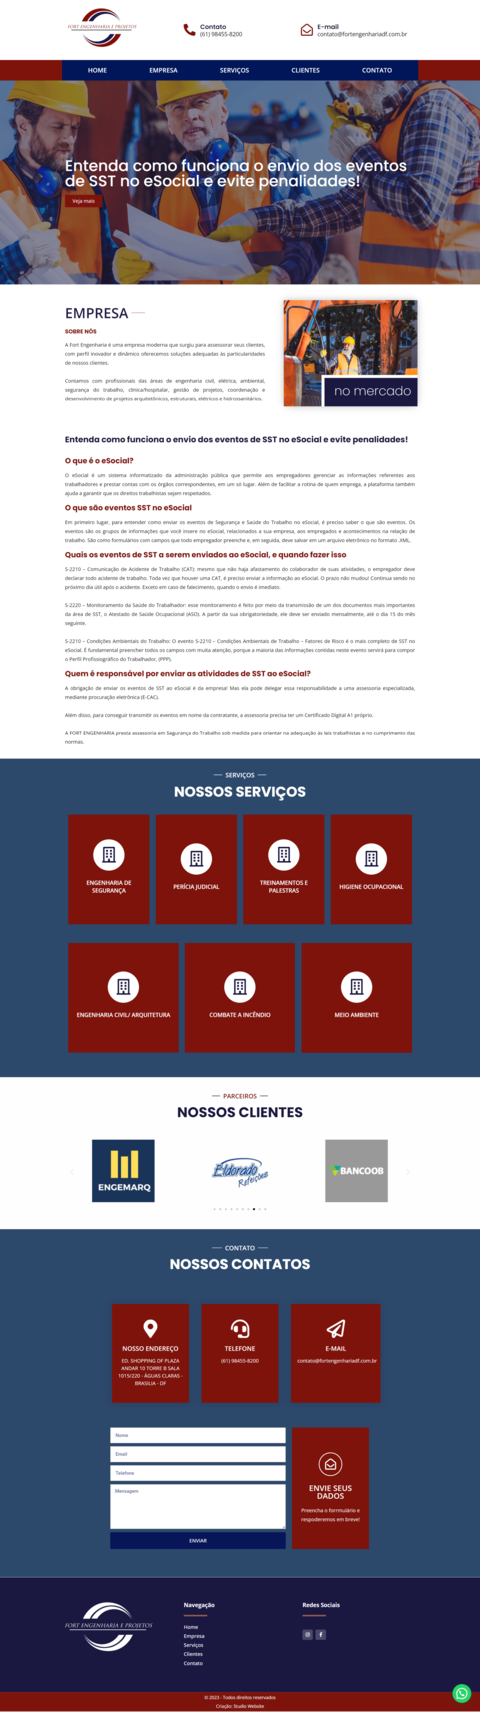 FORT ENGENHARIA E PROJETOS
Contato
(61) 98455-8200
E-mail
contato@fortengenhariadf.com.br
HOME
EMPRESA
SERVIÇOS
CLIENTES
CONTATO
Entenda como funciona o envio dos eventos
de SST no eSocial e evite penalidades!
Veja mais
EMPRESA
SOBRE NÓS
A Fort Engenharia é uma empresa moderna que surgiu para assessorar seus clientes,
com perfil inovador e dinâmico oferecemos soluções adequadas às particularidades
de nossos clientes.
Contamos com profissionais das áreas de engenharia civil, elétrica, ambiental,
segurança do trabalho, clínica/hospitalar, gestão de projetos, coordenação e
desenvolvimento de projetos arquitetônicos, estruturais, elétricos e hidrossanitários.
no mercado
Entenda como funciona o envio dos eventos de SST no eSocial e evite penalidades!
O que é o eSocial?
O eSocial é um sistema informatizado da administração pública que permite aos empregadores gerenciar as informações referentes aos
trabalhadores e prestar contas com os órgãos correspondentes, em um só lugar. Além de facilitar a rotina de quem emprega, a plataforma também
ajuda a garantir que os direitos trabalhistas sejam respeitados.
O que são eventos SST no eSocial
Em primeiro lugar, para entender como enviar os eventos de Segurança e Saúde do Trabalho no eSocial, é preciso saber o que são eventos. Os
eventos são os grupos de informações que você insere no eSocial, relacionados a sua empresa, aos empregados e acontecimentos na relação de
trabalho. São como formulários com campos que todo empregador preenche e, em seguida, deve salvar em um arquivo eletrônico no formato .XML.
Quais os eventos de SST a serem enviados ao eSocial, e quando fazer isso
S-2210 – Comunicação de Acidente de Trabalho (CAT): mesmo que não haja afastamento do colaborador de suas atividades, o empregador deve
declarar todo acidente de trabalho. Toda vez que houver uma CAT, é preciso enviar a informação ao eSocial. O prazo não mudou! Continua sendo no
próximo dia útil após o acidente. Exceto em caso de falecimento, quando o envio é imediato.
S-2220 – Monitoramento da Saúde do Trabalhador: esse monitoramento é feito por meio da transmissão de um dos documentos mais importantes
da área de SST, o Atestado de Saúde Ocupacional (ASO). A partir da sua obrigatoriedade, ele deve ser enviado mensalmente, até o dia 15 do mês
seguinte.
S-2210 – Condições Ambientais do Trabalho: O evento S-2210 – Condições Ambientais de Trabalho – Fatores de Risco é o mais completo de SST no
eSocial. É fundamental preencher todos os campos com muita atenção, porque a maioria das informações contidas neste evento servirá para compor
o Perfil Profissiográfico do Trabalhador, (PPP).
Quem é responsável por enviar as atividades de SST ao eSocial?
A obrigação de enviar os eventos de SST ao eSocial é da empresa! Mas ela pode delegar essa responsabilidade a uma assessoria especializada,
mediante procuração eletrônica (E-CAC).
Além disso, para conseguir transmitir os eventos em nome da contratante, a assessoria precisa ter um Certificado Digital A1 próprio.
A FORT ENGENHARIA presta assessoria em Segurança do Trabalho sob medida para orientar na adequação às leis trabalhistas e no cumprimento das
normas.
SERVIÇOS
NOSSOS SERVIÇOS
ENGENHARIA DE
SEGURANÇA
PERÍCIA JUDICIAL
TREINAMENTOS E
PALESTRAS
HIGIENE OCUPACIONAL
ENGENHARIA CIVIL/ ARQUITETURA
COMBATE A INCÊNDIO
MEIO AMBIENTE
PARCEIROS
NOSSOS CLIENTES
ENGEMARQ
Eldorado
Refeições
BANCOOB
CONTATO
NOSSOS CONTATOS
NOSSO ENDEREÇO
ED. SHOPPING DF PLAZA
ANDAR 10 TORRE B SALA
1015/220 - ÁGUAS CLARAS -
BRASILIA - DF
TELEFONE
(61) 98455-8200
E-MAIL
contato@fortengenhariadf.com.br
Nome
Email
Telefone
Mensagem
ENVIAR
ENVIE SEUS
DADOS
Preencha o formulário e
respoderemos em breve!
FORT ENGENHARIA E PROJETOS
Navegação
Home
Empresa
Serviços
Clientes
Contato
Redes Sociais
© 2023 - Todos direitos reservados
Criação: Studio Website